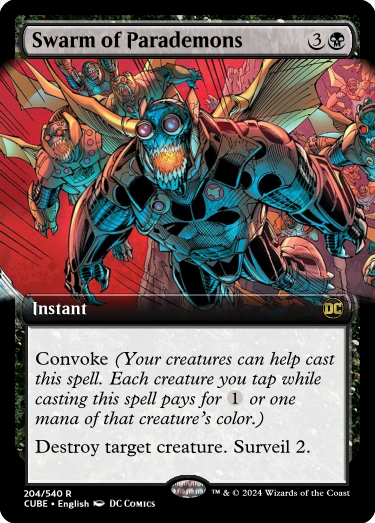 Swarm of Parademons 3
Instant DC
Convoke (Your creatures can help cast
this spell. Each creature you tap while
casting this spell pays for 1 or one
mana of that creature's color.)
Destroy target creature. Surveil 2.
204/540 R
CUBE • English DC Comics
™ & © 2024 Wizards of the Coast